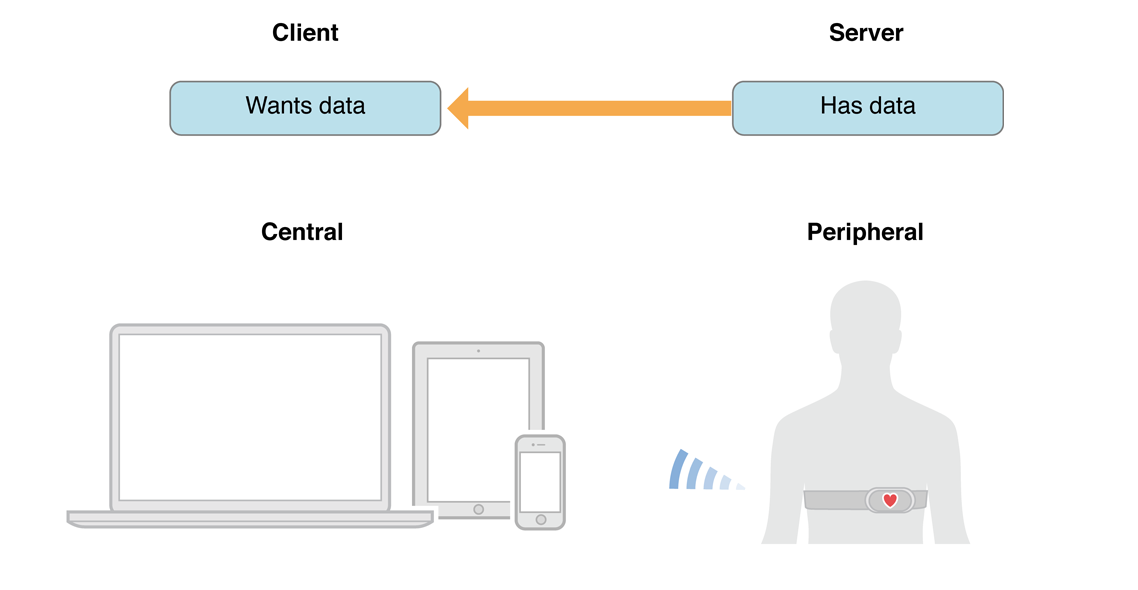 Client
Server
Wants data
Has data
Central
Peripheral